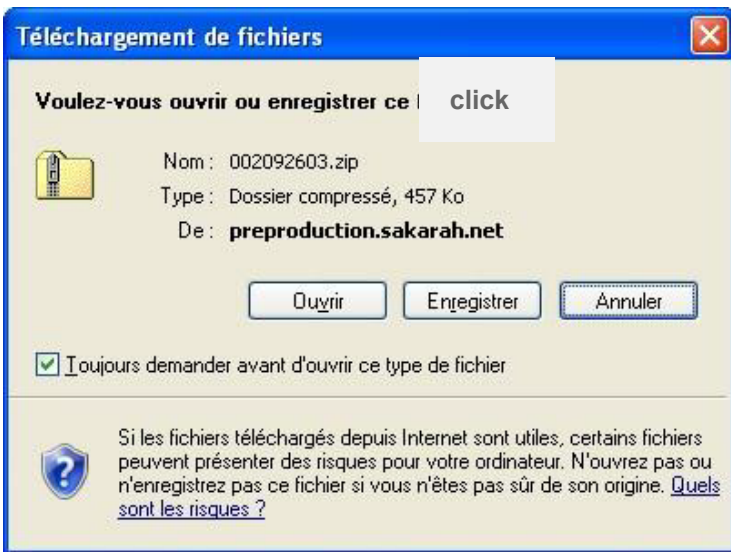 Téléchargement de fichiers
Voulez-vous ouvrir ou enregistrer ce
click
Nom : 002092603.zip
Type : Dossier compressé, 457 Ko
De : preproduction.sakarah.net
Ouvrir Enregistrer Annuler
Toujours demander avant d'ouvrir ce type de fichier
Si les fichiers téléchargés depuis Internet sont utiles, certains fichiers
peuvent présenter des risques pour votre ordinateur. N'ouvrez pas ou
n'enregistrez pas ce fichier si vous n'êtes pas sûr de son origine. Quels
sont les risques ?